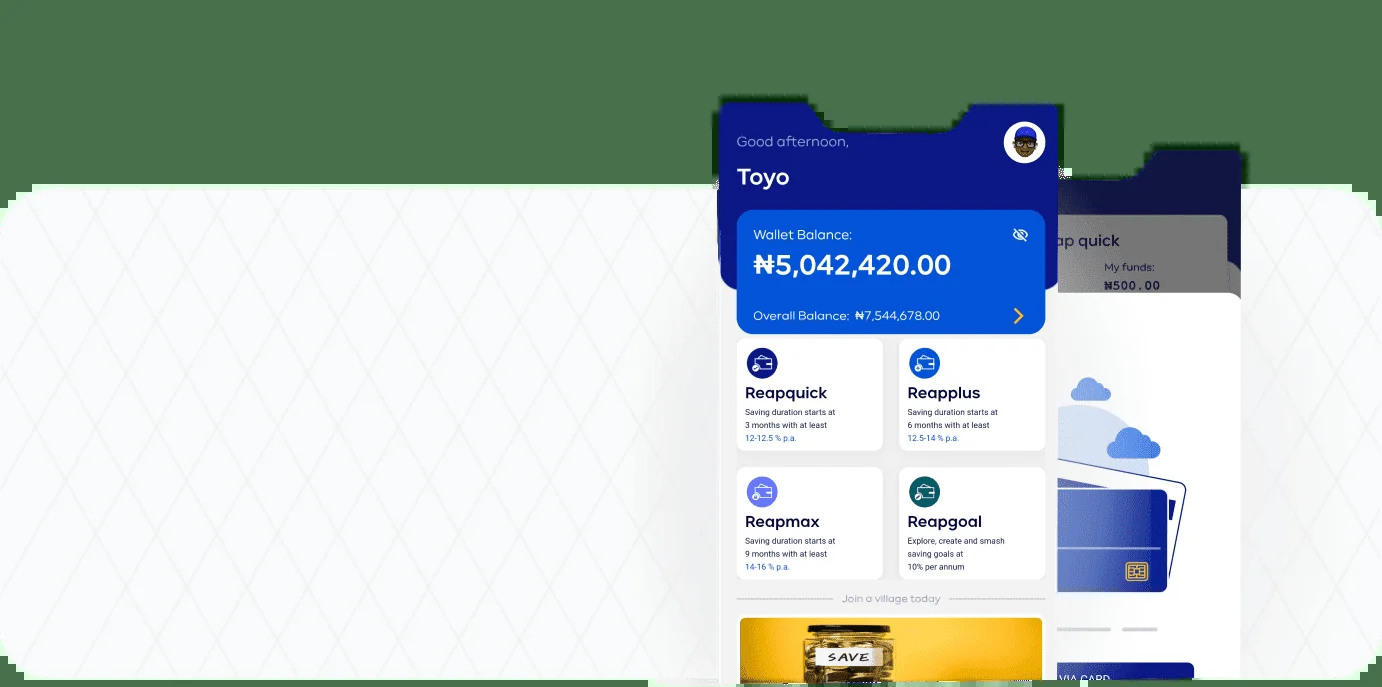 Good afternoon,
Toyo
Wallet Balance:
₦5,042,420.00
Overall Balance: ₦7,544,678.00
Reapquick
Saving duration starts at
3 months with at least
12-12.5 % p.a.
Reapplus
Saving duration starts at
6 months with at least
12.5-14 % p.a.
Reapmax
Saving duration starts at
9 months with at least
14-16 % p.a.
Reapgoal
Explore, create and smash
saving goals at
10% per annum
Join a village today
SAVE
ap quick
My funds:
₦500.00
VIA CARD